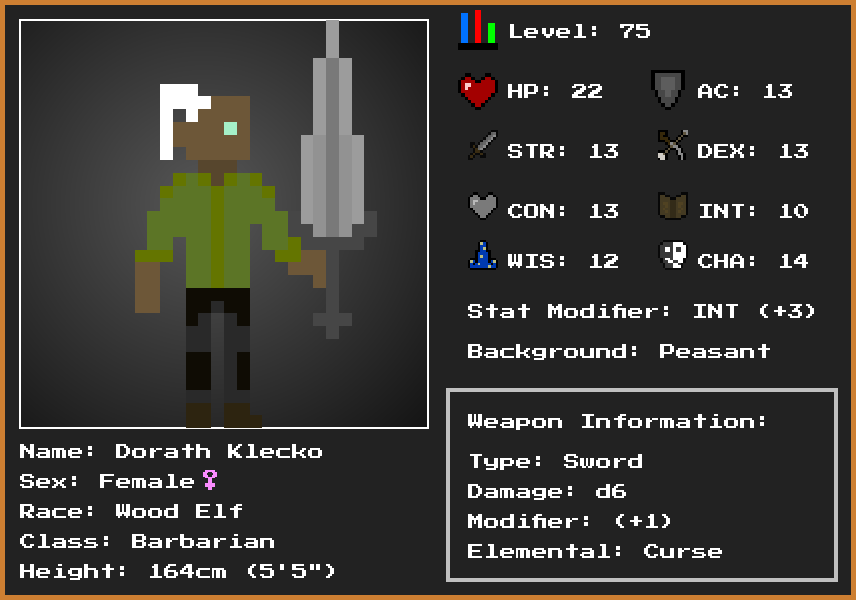 Level: 75
HP: 22 AC: 13
STR: 13 DEX: 13
CON: 13 INT: 10
WIS: 12 CHA: 14
Stat Modifier: INT (+3)
Background: Peasant
Weapon Information:
Type: Sword
Damage: d6
Modifier: (+1)
Elemental: Curse
Name: Dorath Klecko
Sex: Female ♀
Race: Wood Elf
Class: Barbarian
Height: 164cm (5'5")